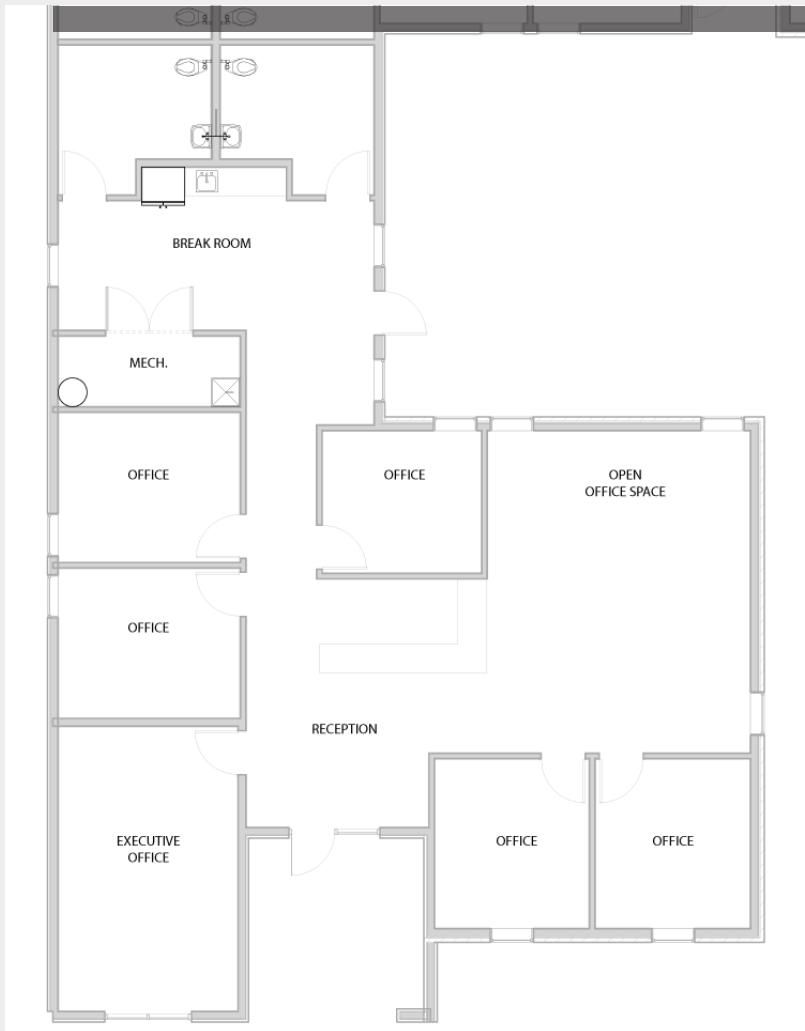 BREAK ROOM
MECH.
OFFICE
OFFICE
OPEN
OFFICE SPACE
OFFICE
RECEPTION
EXECUTIVE
OFFICE
OFFICE
OFFICE